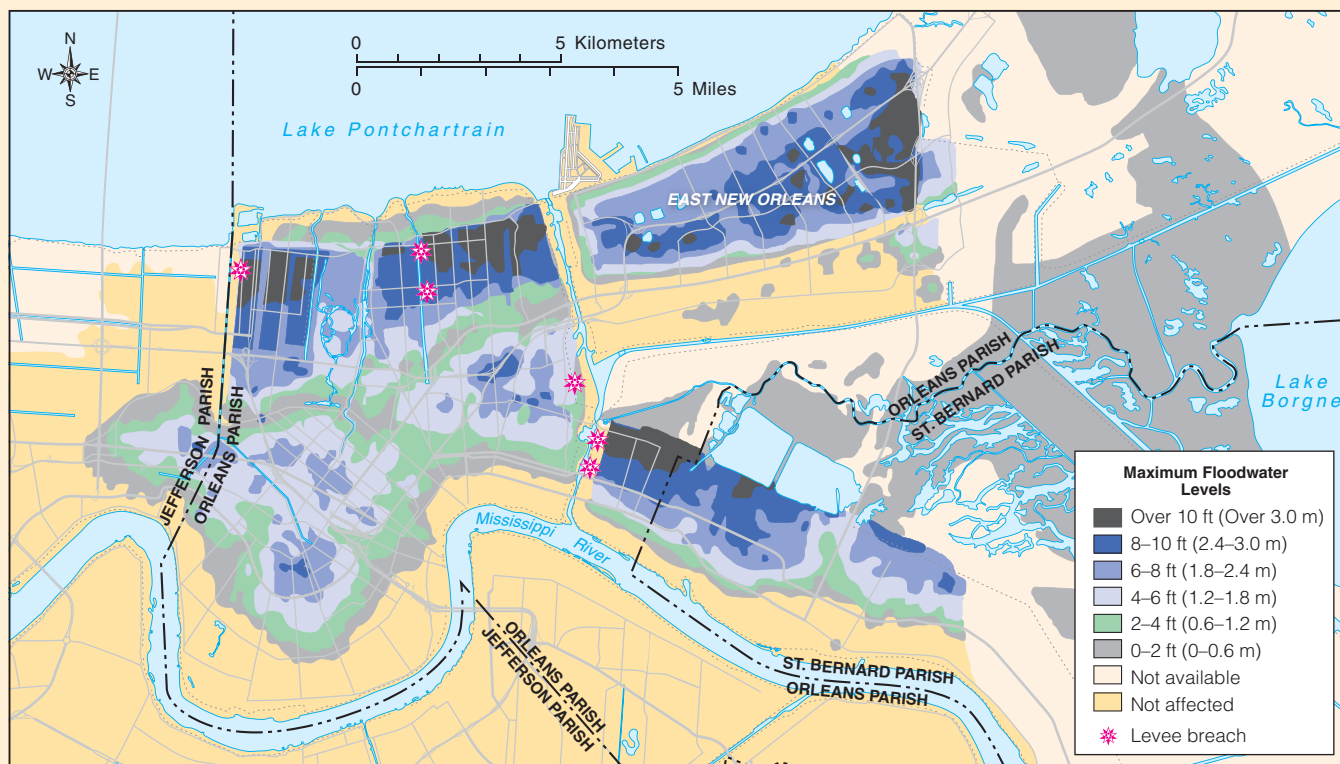 N
W E
S
0 5 Kilometers
0 5 Miles
Lake Pontchartrain
EAST NEW ORLEANS
ORLEANS PARISH
ST. BERNARD PARISH
Lake
Borgne
JEFFERSON PARISH
ORLEANS PARISH
Mississippi
River
ORLEANS PARISH
JEFFERSON PARISH
ST. BERNARD PARISH
ORLEANS PARISH
Maximum Floodwater
Levels
Over 10 ft (Over 3.0 m)
8–10 ft (2.4–3.0 m)
6–8 ft (1.8–2.4 m)
4–6 ft (1.2–1.8 m)
2–4 ft (0.6–1.2 m)
0–2 ft (0–0.6 m)
Not available
Not affected
Levee breach